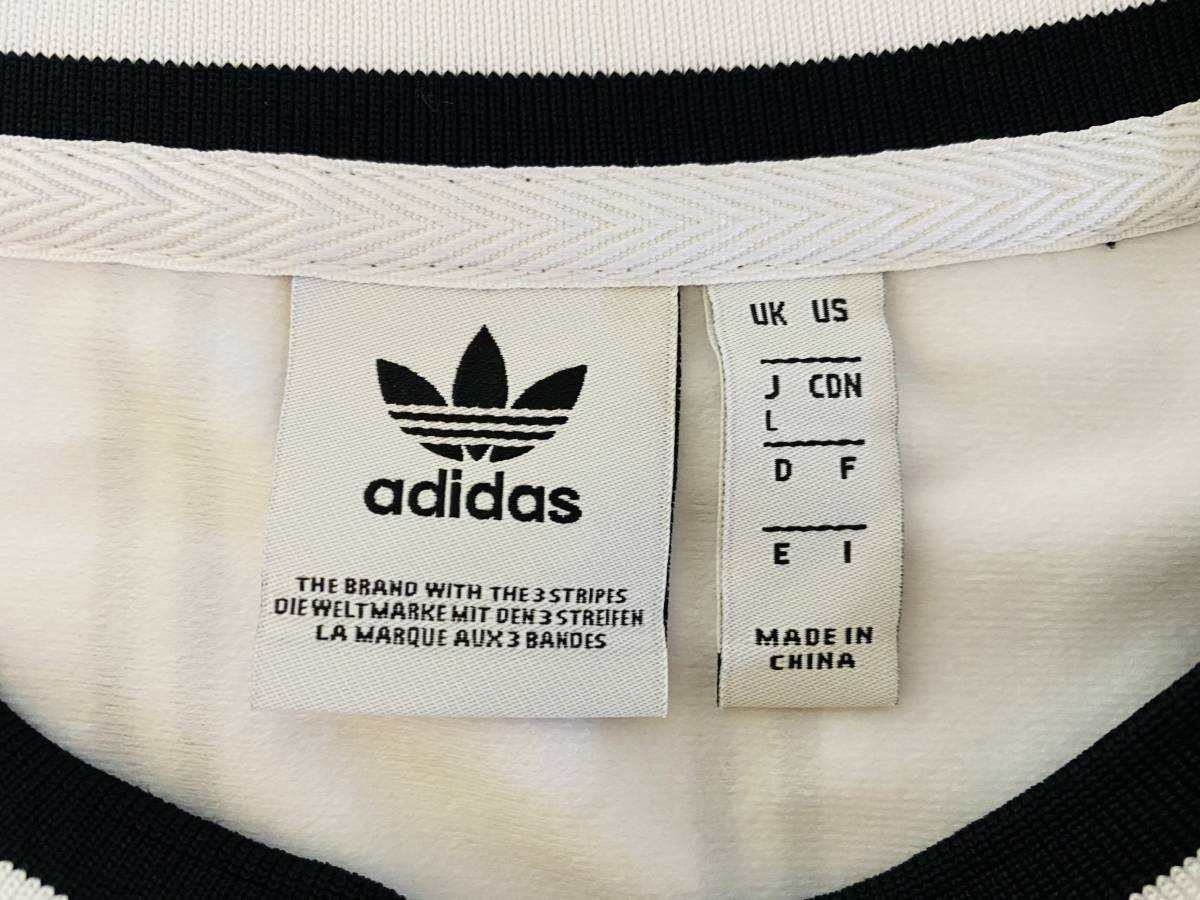 adidas
THE BRAND WITH THE 3 STRIPES
DIE WELTMARKE MIT DEN 3 STREIFEN
LA MARQUE AUX 3 BANDES
UK US
J CDN
L
D F
E I
MADE IN
CHINA